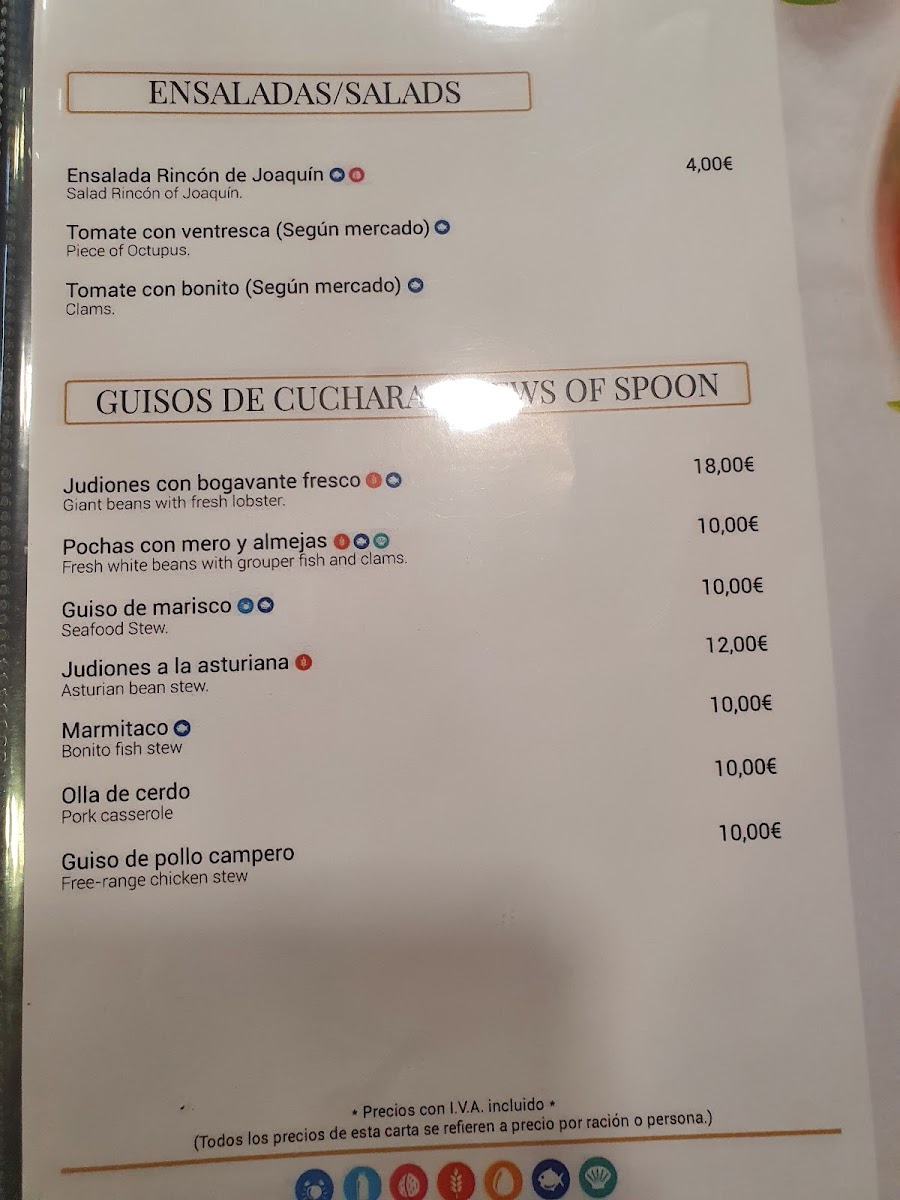 ENSALADAS/SALADS
Ensalada Rincón de Joaquín 4,00€
Salad Rincón of Joaquín.
Tomate con ventresca (Según mercado)
Piece of Octupus.
Tomate con bonito (Según mercado)
Clams.
GUISOS DE CUCHARA OF SPOON
Judiones con bogavante fresco 18,00€
Giant beans with fresh lobster.
Pochas con mero y almejas 10,00€
Fresh white beans with grouper fish and clams.
Guiso de marisco 10,00€
Seafood Stew.
Judiones a la asturiana 12,00€
Asturian bean stew.
Marmitaco 10,00€
Bonito fish stew
Olla de cerdo 10,00€
Pork casserole
Guiso de pollo campero 10,00€
Free-range chicken stew
* Precios con I.V.A. incluido *
(Todos los precios de esta carta se refieren a precio por ración o persona.)